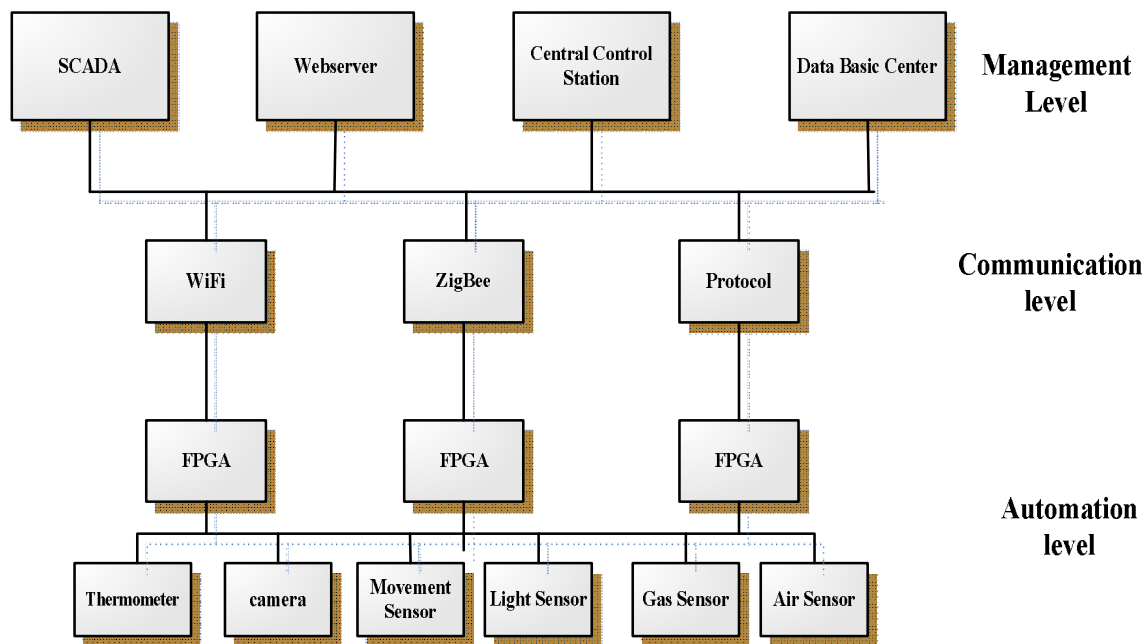 SCADA
Webserver
Central Control
Station
Data Basic Center
Management
Level
WiFi
ZigBee
Protocol
Communication
level
FPGA
FPGA
FPGA
Automation
level
Thermometer
camera
Movement
Sensor
Light Sensor
Gas Sensor
Air Sensor